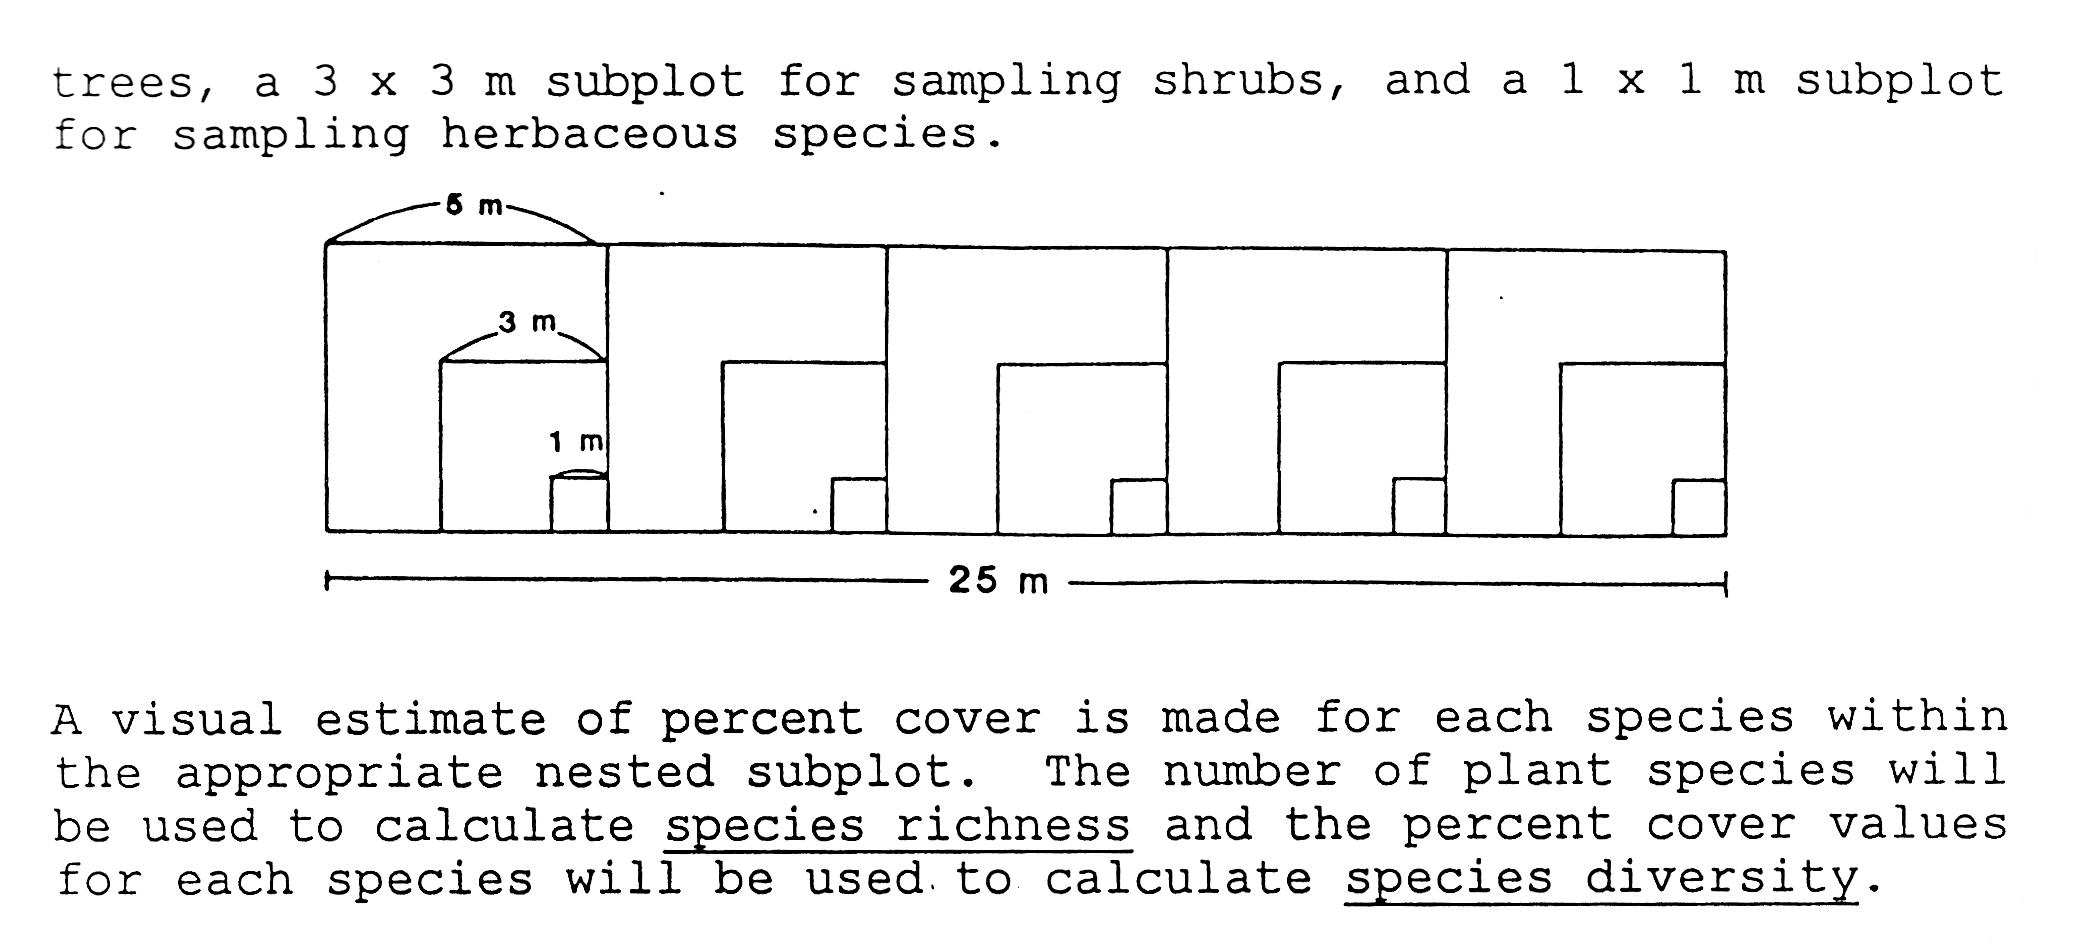 trees, a 3 x 3 m subplot for sampling shrubs, and a 1 x 1 m subplot
for sampling herbaceous species.
5 m
3 m
1 m
25 m
A visual estimate of percent cover is made for each species within
the appropriate nested subplot. The number of plant species will
be used to calculate species richness and the percent cover values
for each species will be used to calculate species diversity.